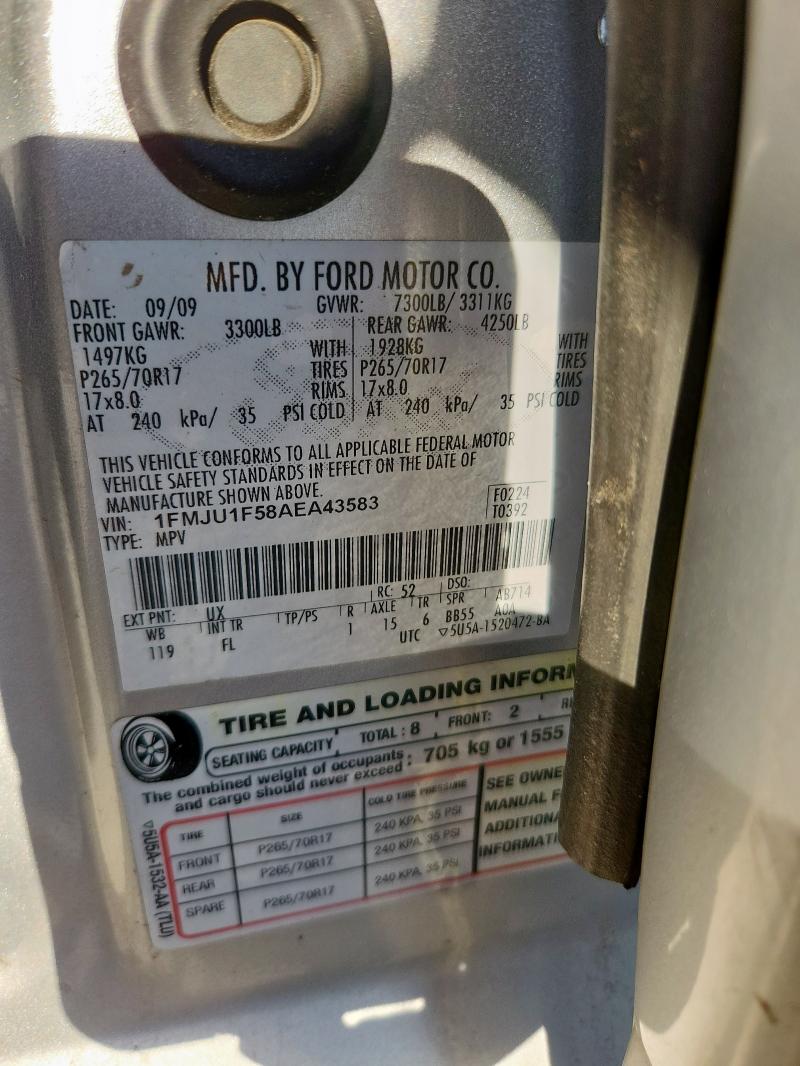 MFD. BY FORD MOTOR CO.
DATE: 09/09 GVWR: 7300LB/ 3311KG
FRONT GAWR: 3300LB REAR GAWR: 4250LB
1497KG WITH 1928KG WITH
P265/70R17 TIRES P265/70R17 TIRES
17x8.0 RIMS 17x8.0 RIMS
AT 240 kPa/ 35 PSI COLD AT 240 kPa/ 35 PSI COLD
THIS VEHICLE CONFORMS TO ALL APPLICABLE FEDERAL MOTOR
VEHICLE SAFETY STANDARDS IN EFFECT ON THE DATE OF
MANUFACTURE SHOWN ABOVE.
F0224
VIN: 1FMJU1F58AEA43583
T0392
TYPE: MPV
EXT PNT: UX RC: 52 DSO:
WB INT TR TP/PS R AXLE TR SPR AB714
119 FL 1 15 6 BB55 A0A
UTC ▽5U5A-1520472-BA
TIRE AND LOADING INFORM
SEATING CAPACITY TOTAL : 8 FRONT: 2
The combined weight of occupants : 705 kg or 1555
and cargo should never exceed
TIRE SIZE COLD TIRE PRESSURE SEE OWNE
FRONT P265/70R17 240 KPA, 35 PSI MANUAL F
REAR P265/70R17 240 KPA, 35 PSI ADDITIONA
SPARE P265/70R17 240 KPA, 35 PSI INFORMATI
▽5U5A-1532-AA (TLU)